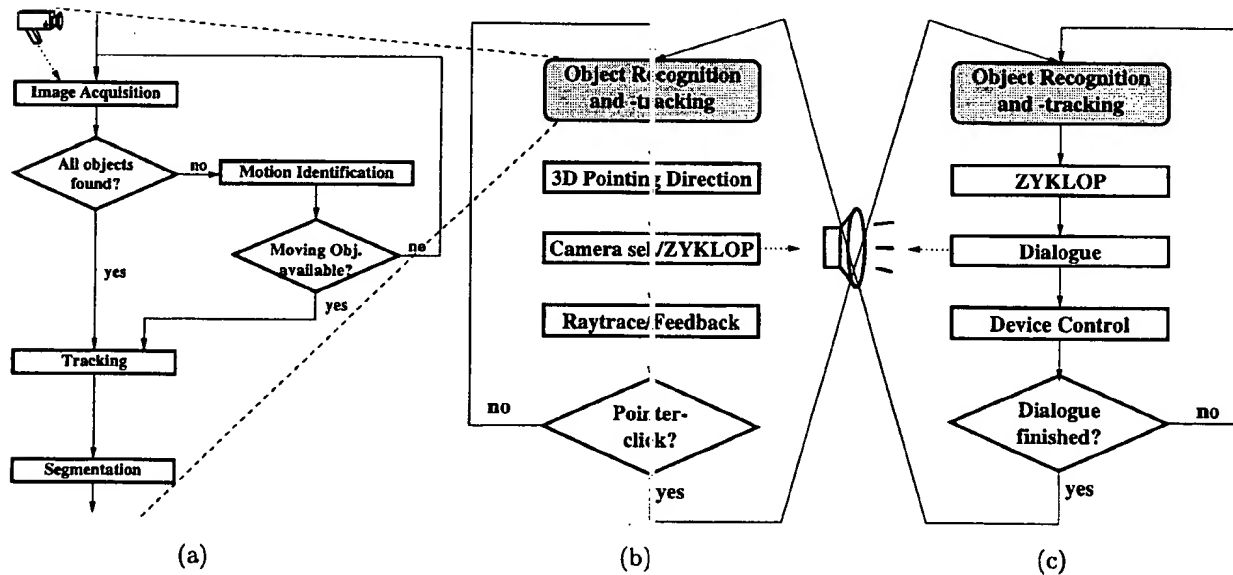 Image Acquisition
All objects
found?
no
Motion Identification
Moving Obj.
available?
no
yes
yes
Tracking
Segmentation
(a)
Object Recognition
and -tracking
3D Pointing Direction
Camera sel./ZYKLOP
Raytrace/Feedback
no
Pointer-
click?
yes
(b)
Object Recognition
and -tracking
ZYKLOP
Dialogue
Device Control
Dialogue
finished?
no
yes
(c)